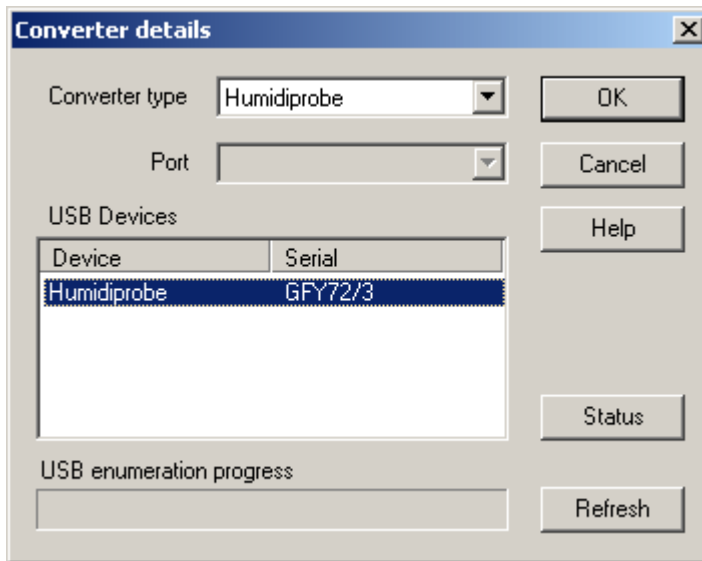 Converter details
Converter type Humidiprobe OK
Port Cancel
USB Devices
Help
Device Serial
Humidiprobe GFY72/3
Status
USB enumeration progress
Refresh